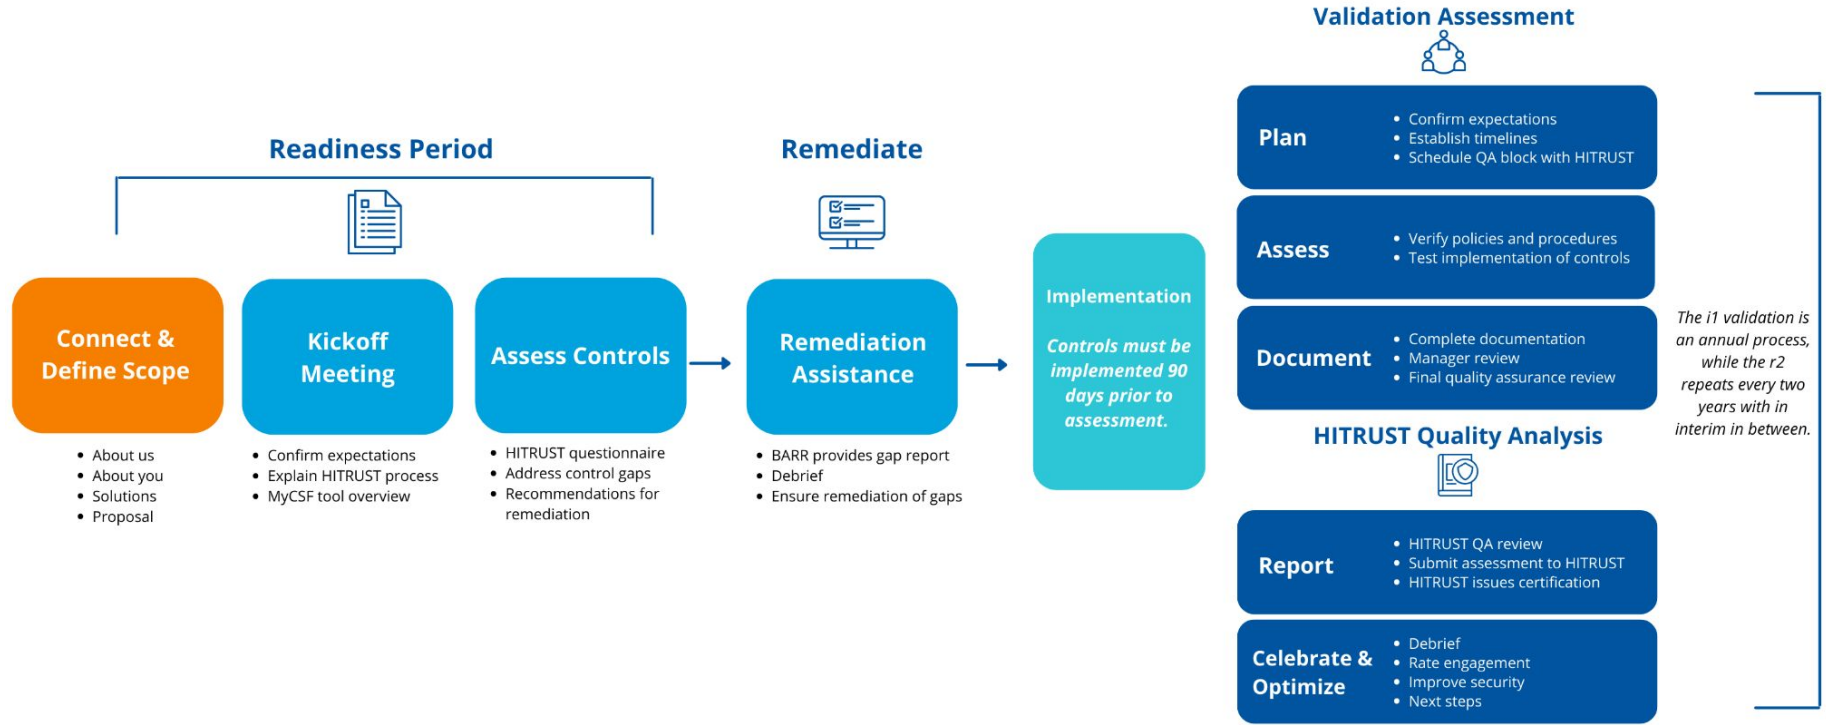 Readiness Period
Connect &
Define Scope
• About us
• About you
• Solutions
• Proposal
Kickoff
Meeting
• Confirm expectations
• Explain HITRUST process
• MyCSF tool overview
Assess Controls
• HITRUST questionnaire
• Address control gaps
• Recommendations for
remediation
Remediate
Remediation
Assistance
• BARR provides gap report
• Debrief
• Ensure remediation of gaps
Implementation
Controls must be
implemented 90
days prior to
assessment.
Validation Assessment
Plan
• Confirm expectations
• Establish timelines
• Schedule QA block with HITRUST
Assess
• Verify policies and procedures
• Test implementation of controls
Document
• Complete documentation
• Manager review
• Final quality assurance review
HITRUST Quality Analysis
Report
• HITRUST QA review
• Submit assessment to HITRUST
• HITRUST issues certification
Celebrate &
Optimize
• Debrief
• Rate engagement
• Improve security
• Next steps
The i1 validation is
an annual process,
while the r2
repeats every two
years with in
interim in between.